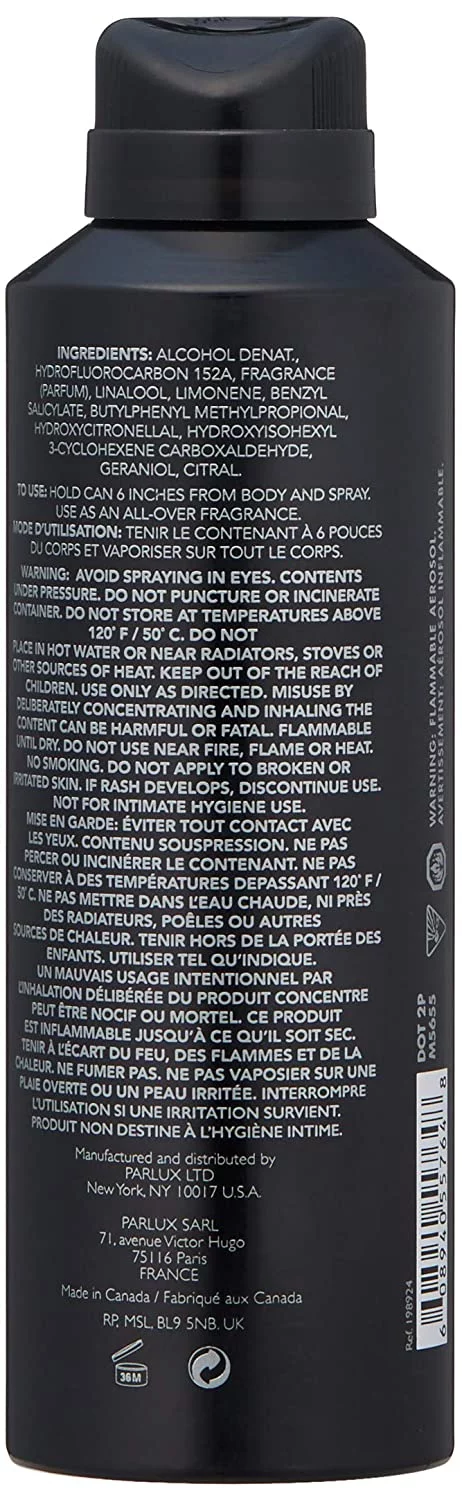 INGREDIENTS: ALCOHOL DENAT.,
HYDROFLUOROCARBON 152A, FRAGRANCE
(PARFUM), LINALOOL, LIMONENE, BENZYL
SALICYLATE, BUTYLPHENYL METHYLPROPIONAL,
HYDROXYCITRONELLAL, HYDROXYISOHEXYL
3-CYCLOHEXENE CARBOXALDEHYDE,
GERANIOL, CITRAL.
TO USE: HOLD CAN 6 INCHES FROM BODY AND SPRAY.
USE AS AN ALL-OVER FRAGRANCE.
MODE D'UTILISATION: TENIR LE CONTENANT À 6 POUCES
DU CORPS ET VAPORISER SUR TOUT LE CORPS.
WARNING: AVOID SPRAYING IN EYES. CONTENTS
UNDER PRESSURE. DO NOT PUNCTURE OR INCINERATE
CONTAINER. DO NOT STORE AT TEMPERATURES ABOVE
120° F / 50° C. DO NOT
PLACE IN HOT WATER OR NEAR RADIATORS, STOVES OR
OTHER SOURCES OF HEAT. KEEP OUT OF THE REACH OF
CHILDREN. USE ONLY AS DIRECTED. MISUSE BY
DELIBERATELY CONCENTRATING AND INHALING THE
CONTENT CAN BE HARMFUL OR FATAL. FLAMMABLE
UNTIL DRY. DO NOT USE NEAR FIRE, FLAME OR HEAT.
NO SMOKING. DO NOT APPLY TO BROKEN OR
IRRITATED SKIN. IF RASH DEVELOPS, DISCONTINUE USE.
NOT FOR INTIMATE HYGIENE USE.
MISE EN GARDE: ÉVITER TOUT CONTACT AVEC
LES YEUX. CONTENU SOUSPRESSION. NE PAS
PERCER OU INCINÉRER LE CONTENANT. NE PAS
CONSERVER À DES TEMPÉRATURES DEPASSANT 120° F /
50° C. NE PAS METTRE DANS L'EAU CHAUDE, NI PRÈS
DES RADIATEURS, POÊLES OU AUTRES
SOURCES DE CHALEUR. TENIR HORS DE LA PORTÉE DES
ENFANTS. UTILISER TEL QU'INDIQUE.
UN MAUVAIS USAGE INTENTIONNEL PAR
L'INHALATION DÉLIBÉRÉE DU PRODUIT CONCENTRE
PEUT ÊTRE NOCIF OU MORTEL. CE PRODUIT
EST INFLAMMABLE JUSQU'À CE QU'IL SOIT SEC.
TENIR À L'ÉCART DU FEU, DES FLAMMES ET DE LA
CHALEUR. NE FUMER PAS. NE PAS VAPORISER SUR UNE
PLAIE OVERTE OU UN PEAU IRRITÉE. INTERROMPRE
L'UTILISATION SI UNE IRRITATION SURVIENT.
PRODUIT NON DESTINE À L'HYGIÈNE INTIME.
Manufactured and distributed by
PARLUX LTD
New York, NY 10017 U.S.A.
PARLUX SARL
71, avenue Victor Hugo
75116 Paris
FRANCE
Made in Canada / Fabriqué aux Canada
RP, MSL, BL9 5NB. UK
36M
WARNING: FLAMMABLE AEROSOL.
AVERTISSEMENT: AÉROSOL INFLAMMABLE.
DOT 2P
M5655
6 08940 55764 8
Ref. 198924